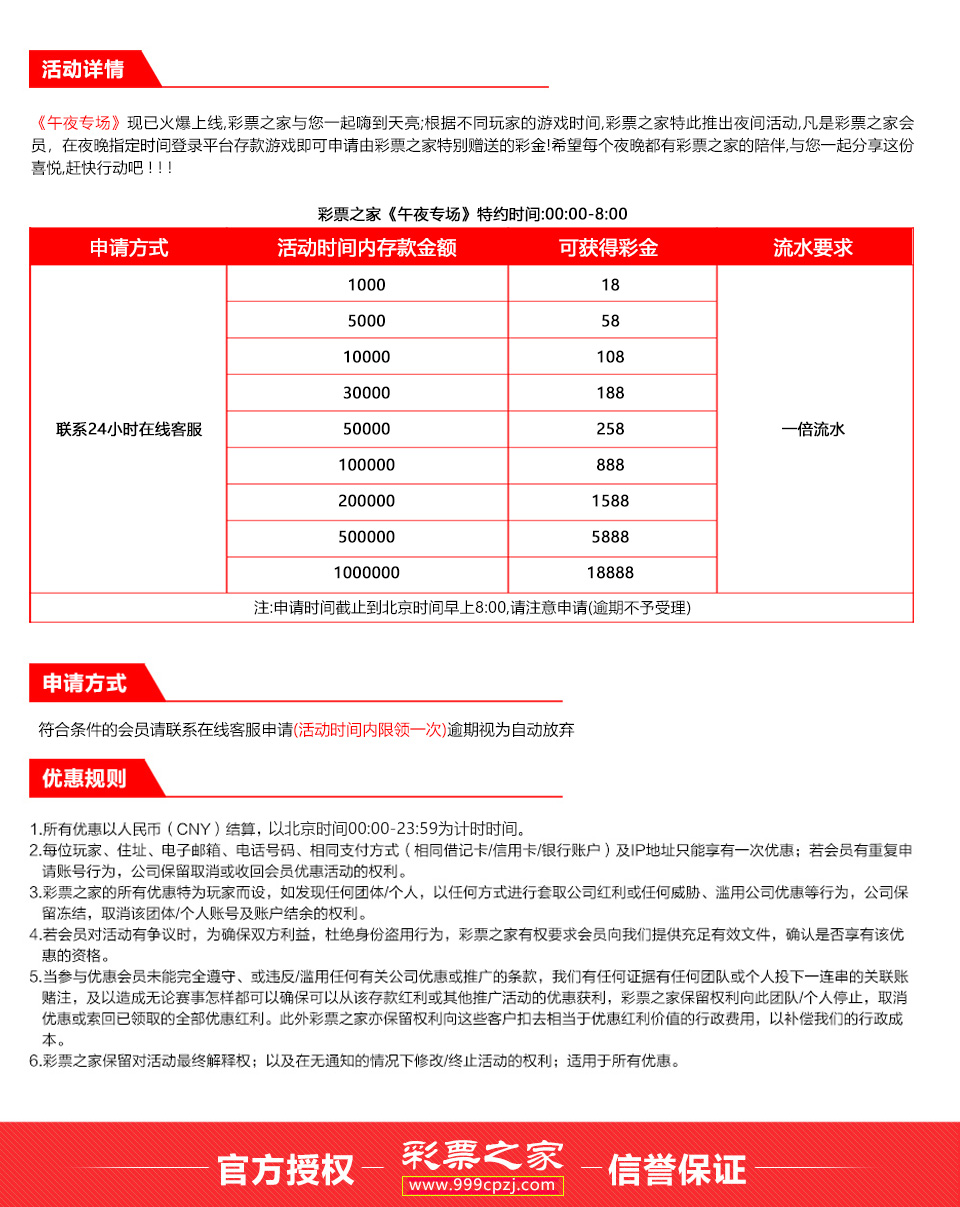 活动详情
《午夜专场》现已火爆上线,彩票之家与您一起嗨到天亮;根据不同玩家的游戏时间,彩票之家特此推出夜间活动,凡是彩票之家会
员，在夜晚指定时间登录平台存款游戏即可申请由彩票之家特别赠送的彩金!希望每个夜晚都有彩票之家的陪伴,与您一起分享这份
喜悦,赶快行动吧！！！
彩票之家《午夜专场》特约时间:00:00-8:00
申请方式 活动时间内存款金额 可获得彩金 流水要求
1000 18
5000 58
10000 108
30000 188
联系24小时在线客服 50000 258 一倍流水
100000 888
200000 1588
500000 5888
1000000 18888
注:申请时间截止到北京时间早上8:00,请注意申请(逾期不予受理)
申请方式
符合条件的会员请联系在线客服申请(活动时间内限领一次)逾期视为自动放弃
优惠规则
1.所有优惠以人民币（CNY）结算，以北京时间00:00-23:59为计时时间。
2.每位玩家、住址、电子邮箱、电话号码、相同支付方式（相同借记卡/信用卡/银行账户）及IP地址只能享有一次优惠；若会员有重复申
请账号行为，公司保留取消或收回会员优惠活动的权利。
3.彩票之家的所有优惠特为玩家而设，如发现任何团体/个人，以任何方式进行套取公司红利或任何威胁、滥用公司优惠等行为，公司保
留冻结，取消该团体/个人账号及账户结余的权利。
4.若会员对活动有争议时，为确保双方利益，杜绝身份盗用行为，彩票之家有权要求会员向我们提供充足有效文件，确认是否享有该优
惠的资格。
5.当参与优惠会员未能完全遵守、或违反/滥用任何有关公司优惠或推广的条款，我们有任何证据有任何团队或个人投下一连串的关联账
赌注，及以造成无论赛事怎样都可以确保可以从该存款红利或其他推广活动的优惠获利，彩票之家保留权利向此团队/个人停止，取消
优惠或索回已领取的全部优惠红利。此外彩票之家亦保留权利向这些客户扣去相当于优惠红利价值的行政费用，以补偿我们的行政成
本。
6.彩票之家保留对活动最终解释权；以及在无通知的情况下修改/终止活动的权利；适用于所有优惠。
官方授权 彩票之家 信誉保证
www.999cpzj.com